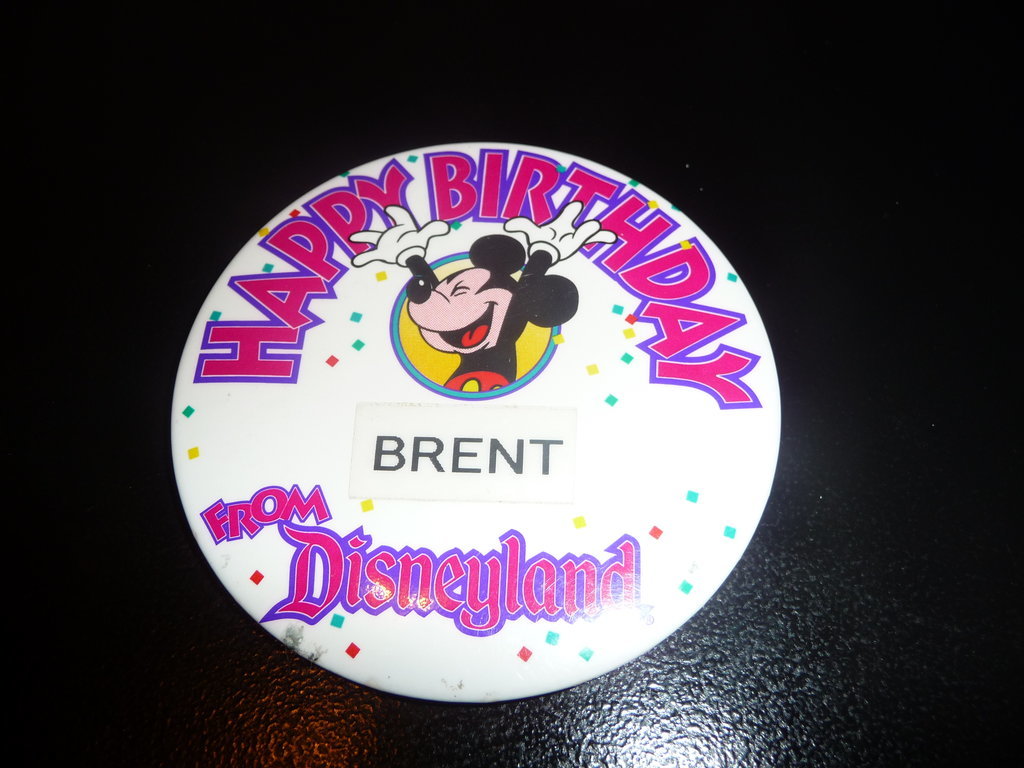 HAPPY BIRTHDAY
BRENT
FROM
Disneyland